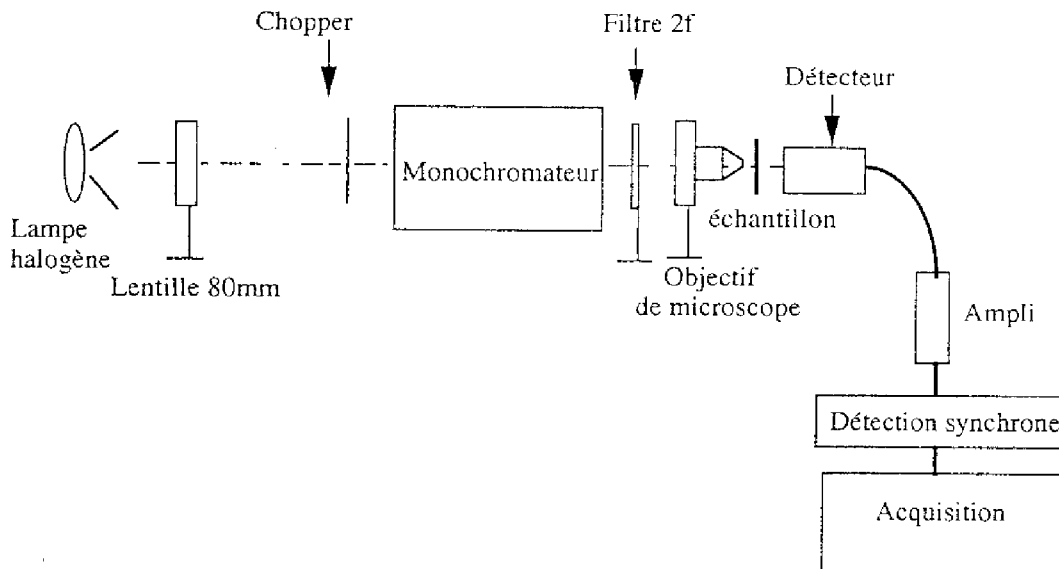 Chopper
Filtre 2f
Détecteur
Monochromateur
échantillon
Lampe
halogène
Lentille 80mm
Objectif
de microscope
Ampli
Détection synchrone
Acquisition